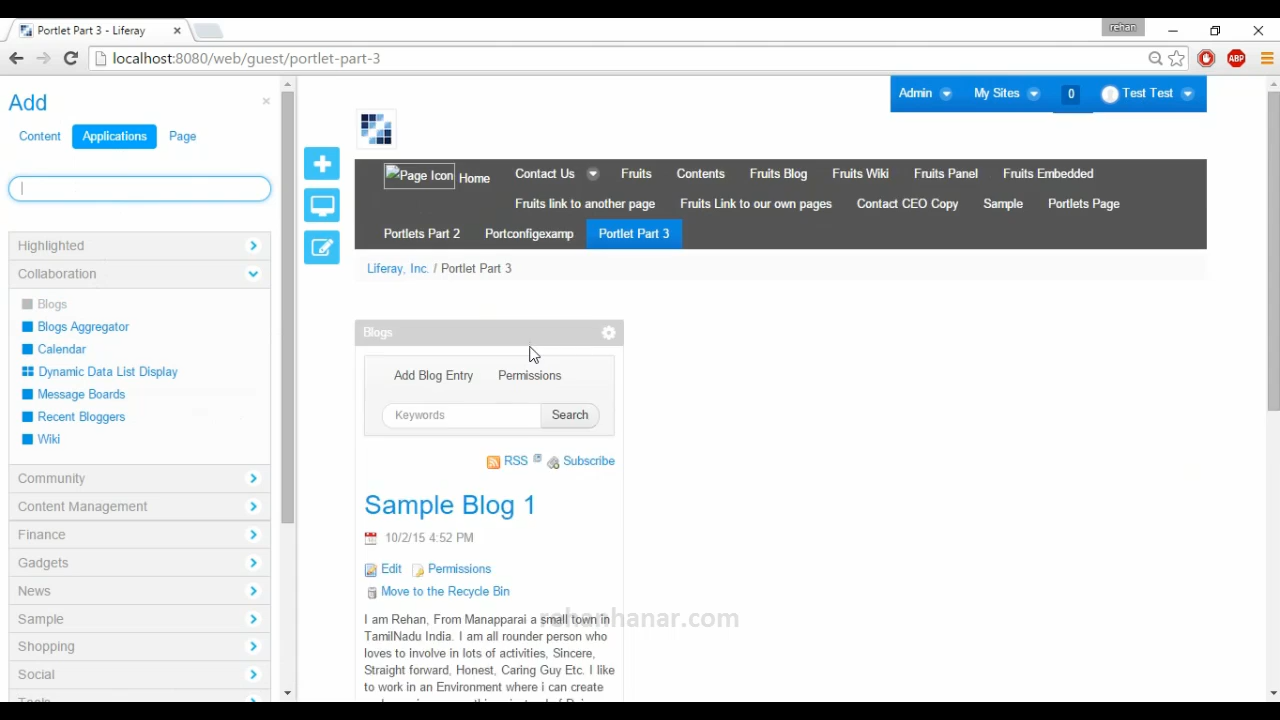 Portlet Part 3 - Liferay
rehan
localhost:8080/web/guest/portlet-part-3
ABP
Add
Content
Applications
Page
Highlighted
Collaboration
Blogs
Blogs Aggregator
Calendar
Dynamic Data List Display
Message Boards
Recent Bloggers
Wiki
Community
Content Management
Finance
Gadgets
News
Sample
Shopping
Social
Tools
Admin
My Sites
0
Test Test
Page Icon Home Contact Us Fruits Contents Fruits Blog Fruits Wiki Fruits Panel Fruits Embedded
Fruits link to another page Fruits Link to our own pages Contact CEO Copy Sample Portlets Page
Portlets Part 2 Portconfigexamp Portlet Part 3
Liferay, Inc. / Portlet Part 3
Blogs
Add Blog Entry Permissions
Keywords Search
RSS Subscribe
Sample Blog 1
10/2/15 4:52 PM
Edit Permissions
Move to the Recycle Bin
I am Rehan, From Manapparai a small town in
TamilNadu India. I am all rounder person who
loves to involve in lots of activities, Sincere,
Straight forward, Honest, Caring Guy Etc. I like
to work in an Environment where i can create
rehanhanar.com